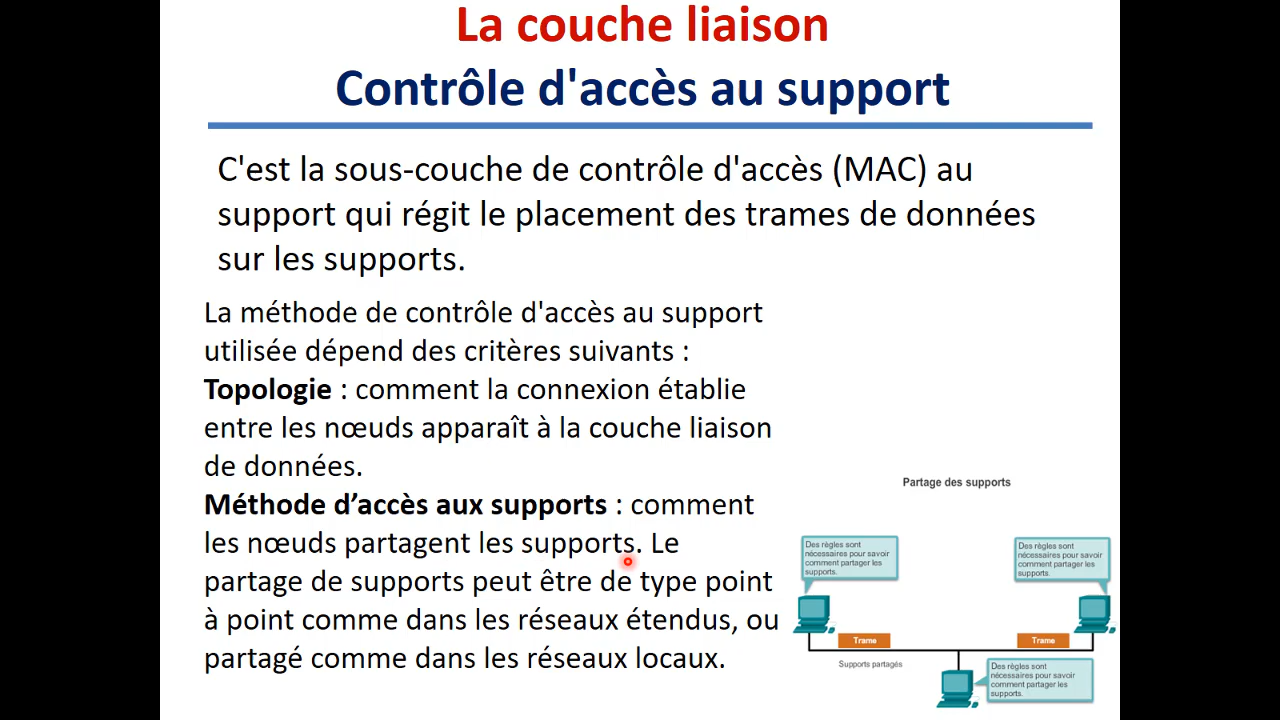 La couche liaison
Contrôle d'accès au support
C'est la sous-couche de contrôle d'accès (MAC) au
support qui régit le placement des trames de données
sur les supports.
La méthode de contrôle d'accès au support
utilisée dépend des critères suivants :
Topologie : comment la connexion établie
entre les nœuds apparaît à la couche liaison
de données.
Méthode d’accès aux supports : comment
les nœuds partagent les supports. Le
partage de supports peut être de type point
à point comme dans les réseaux étendus, ou
partagé comme dans les réseaux locaux.
Partage des supports
Des règles sont
nécessaires pour savoir
comment partager les
supports.
Des règles sont
nécessaires pour savoir
comment partager les
supports.
Trame
Trame
Supports partagés
Des règles sont
nécessaires pour savoir
comment partager les
supports.